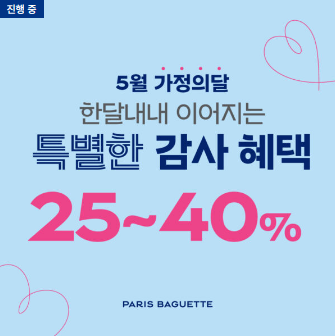 진행 중
5월 가정의달
한달내내 이어지는
특별한 감사 혜택
25~40%
PARIS BAGUETTE